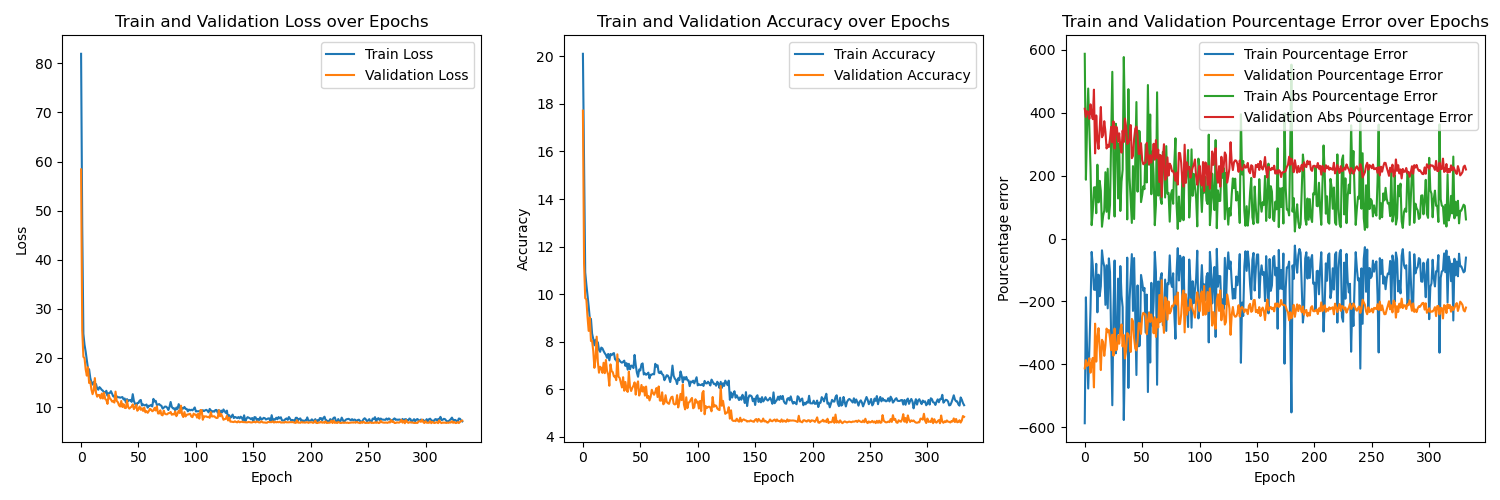 Train and Validation Loss over Epochs
Loss
80
70
60
50
40
30
20
10
Train Loss
Validation Loss
0 50 100 150 200 250 300
Epoch
Train and Validation Accuracy over Epochs
Accuracy
20
18
16
14
12
10
8
6
4
Train Accuracy
Validation Accuracy
0 50 100 150 200 250 300
Epoch
Train and Validation Pourcentage Error over Epochs
Pourcentage error
600
400
200
0
−200
−400
−600
Train Pourcentage Error
Validation Pourcentage Error
Train Abs Pourcentage Error
Validation Abs Pourcentage Error
0 50 100 150 200 250 300
Epoch